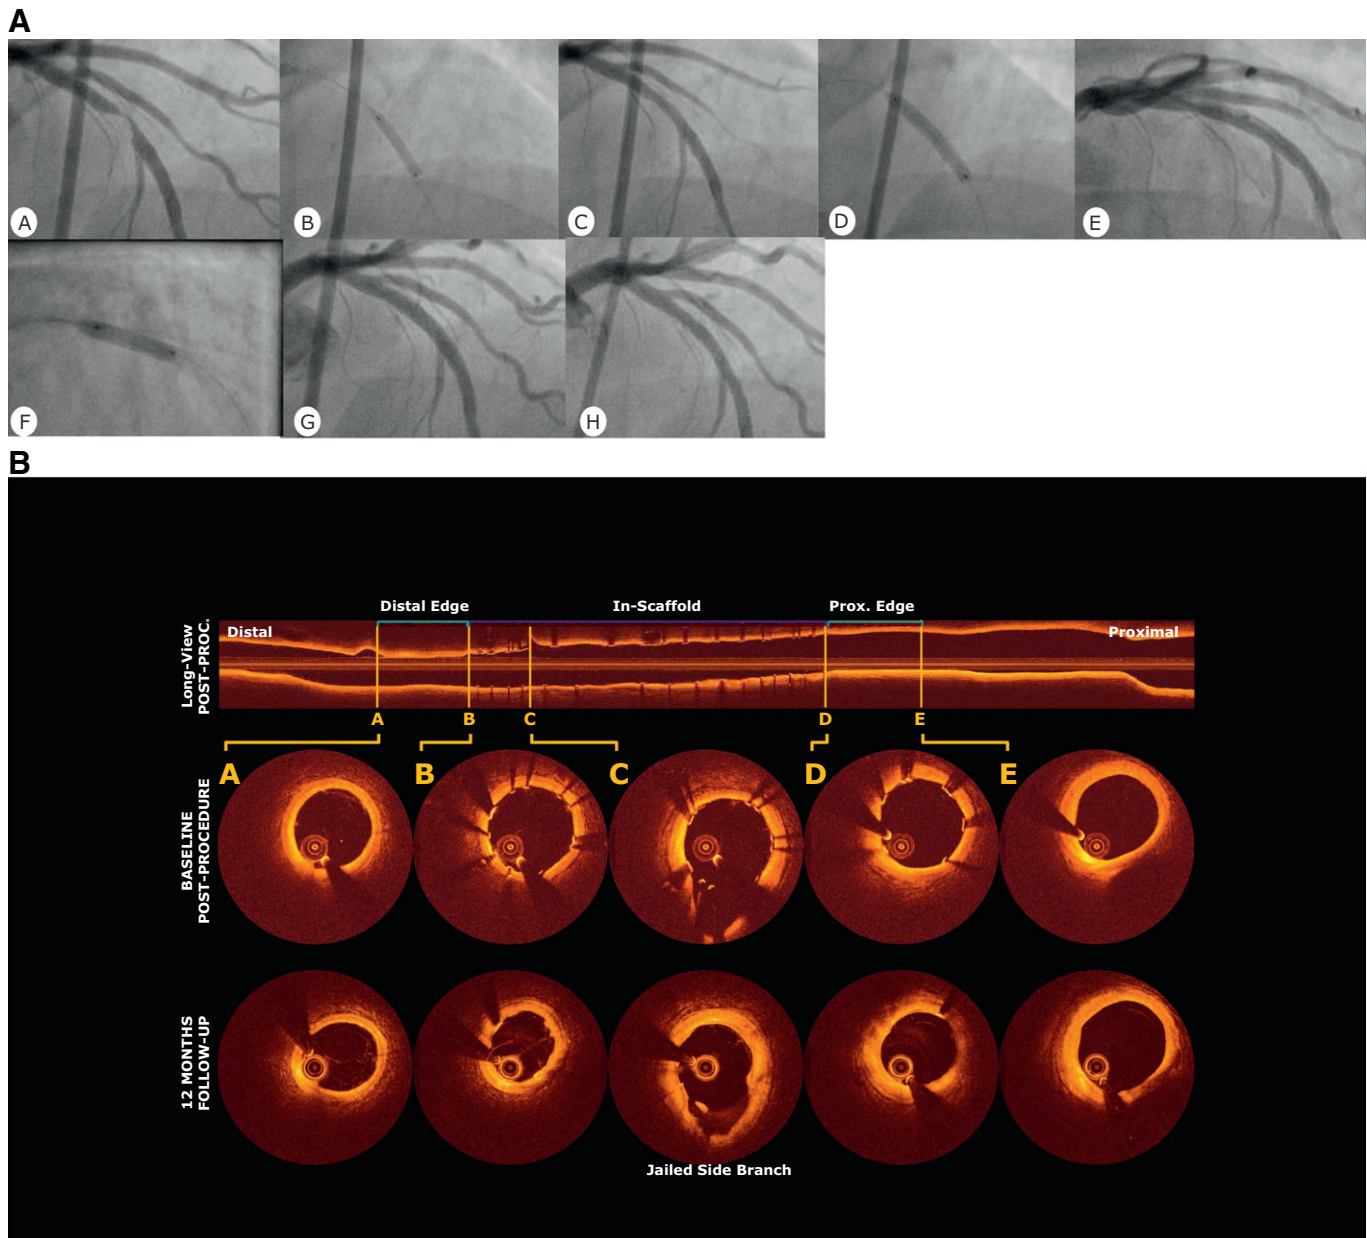 A
A
B
C
D
E
F
G
H
B
Distal Edge
In-Scaffold
Prox. Edge
Long-View
POST-PROC.
Distal
Proximal
A
B
C
D
E
BASELINE
POST-PROCEDURE
A
B
C
D
E
12 MONTHS
FOLLOW-UP
Jailed Side Branch